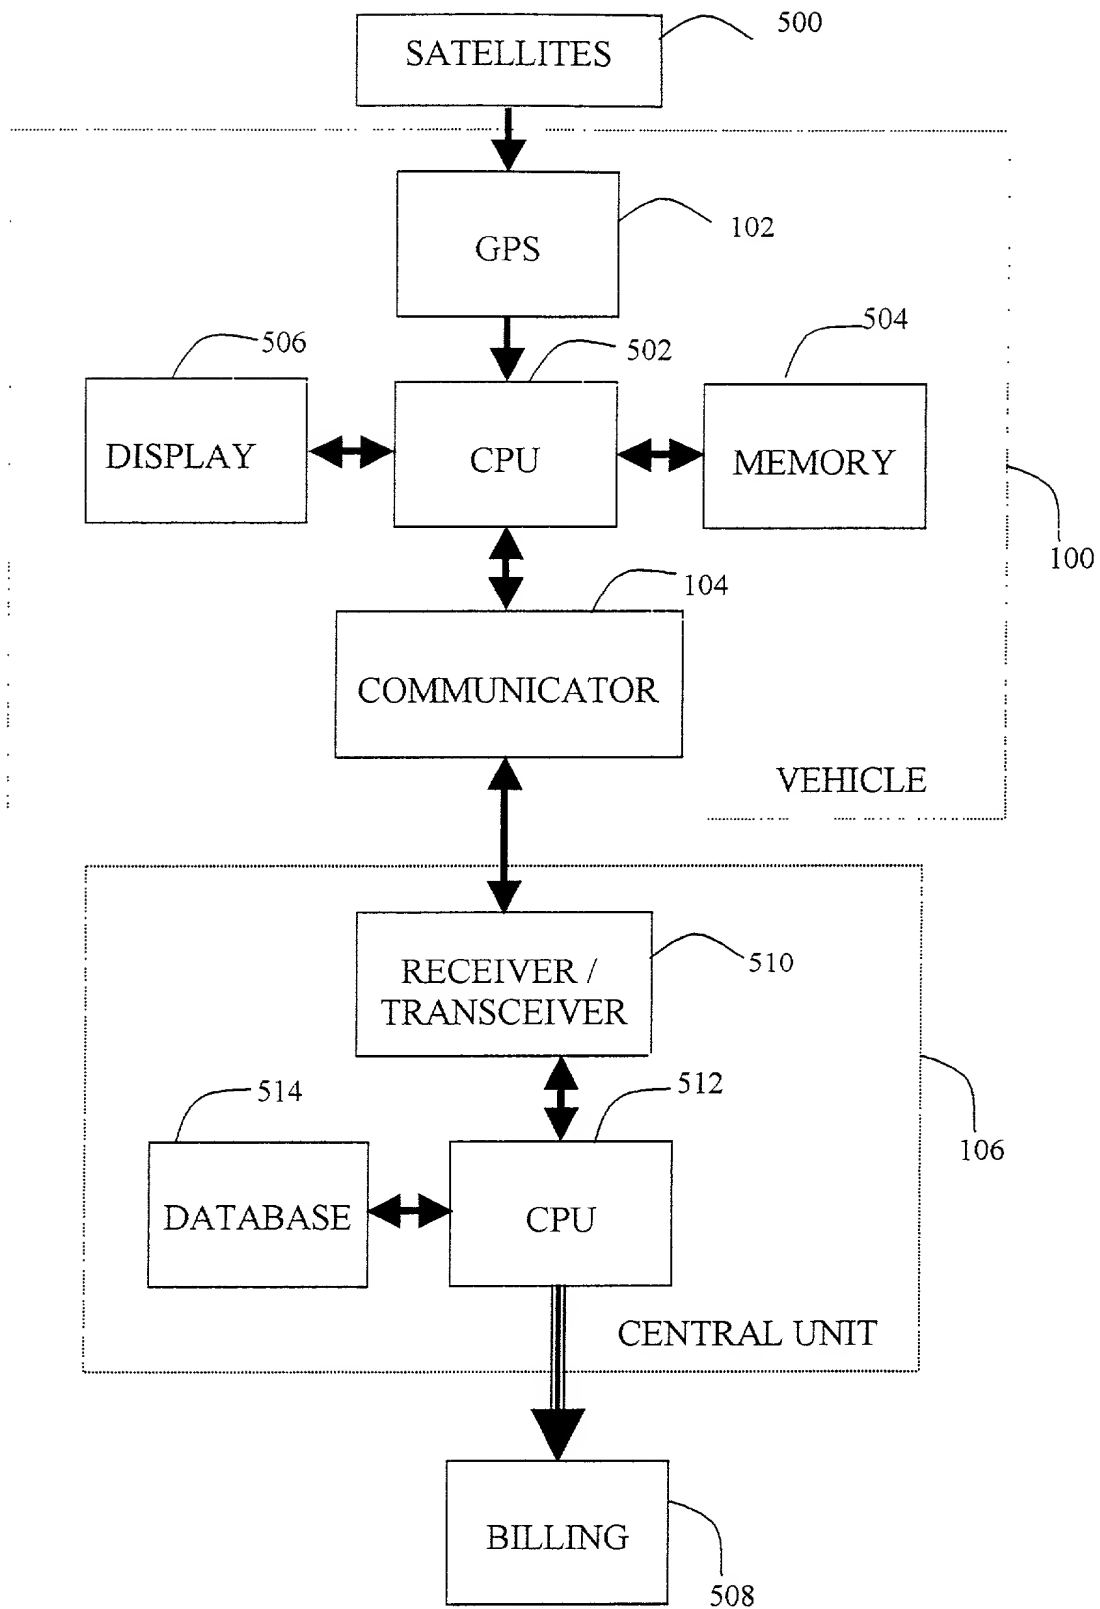 SATELLITES
500
GPS
102
506
502
504
DISPLAY
CPU
MEMORY
100
104
COMMUNICATOR
VEHICLE
RECEIVER /
TRANSCEIVER
510
514
512
106
DATABASE
CPU
CENTRAL UNIT
BILLING
508